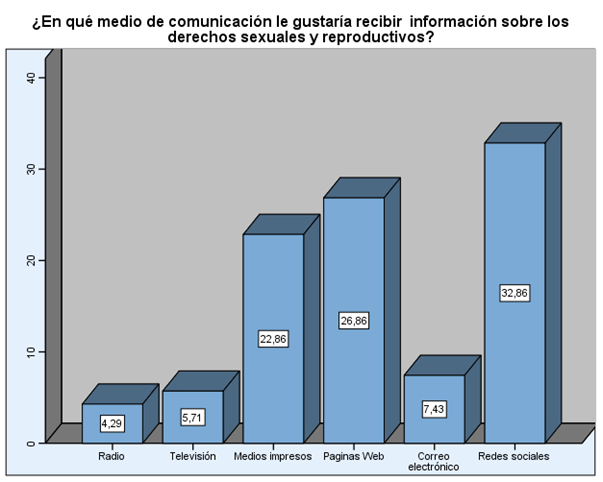 ¿En qué medio de comunicación le gustaría recibir información sobre los
derechos sexuales y reproductivos?
40
30
20
10
0
4,29
5,71
22,86
26,86
7,43
32,86
Radio
Televisión
Medios impresos
Paginas Web
Correo
electrónico
Redes sociales